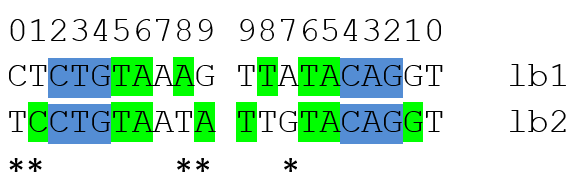 0123456789 9876543210
CTCTGTAAAG TTATACAGGT lb1
TCCTGTAATA TTGTACAGGT lb2
** ** *